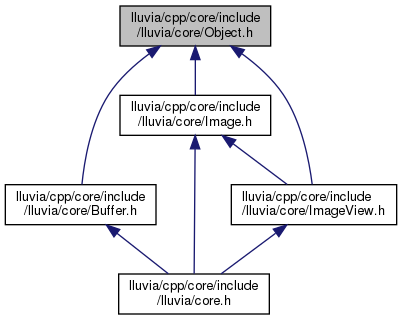 lluvia/cpp/core/include
/lluvia/core/Object.h
lluvia/cpp/core/include
/lluvia/core/Image.h
lluvia/cpp/core/include
/lluvia/core/Buffer.h
lluvia/cpp/core/include
/lluvia/core/ImageView.h
lluvia/cpp/core/include
/lluvia/core.h